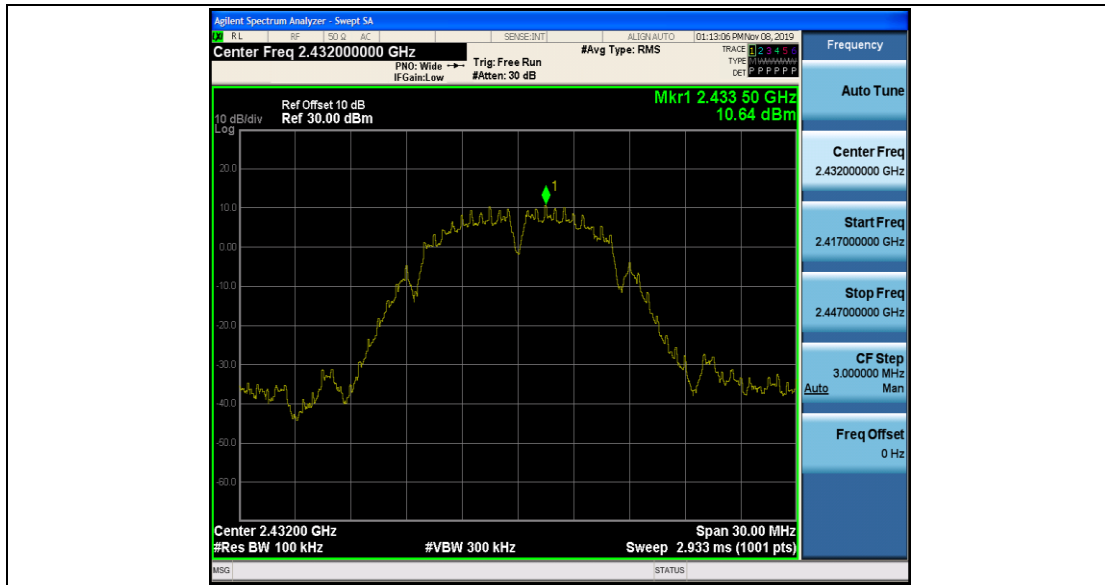 Agilent Spectrum Analyzer - Swept SA
RL RF 50 Ω AC SENSE:INT ALIGNAUTO 01:13:06 PM Nov 08, 2019
Center Freq 2.432000000 GHz #Avg Type: RMS TRACE 1 2 3 4 5 6
PNO: Wide Trig: Free Run TYPE M WWWWW
IFGain:Low #Atten: 30 dB DET P P P P P P
Frequency
Auto Tune
Center Freq
2.432000000 GHz
Start Freq
2.417000000 GHz
Stop Freq
2.447000000 GHz
CF Step
3.000000 MHz
Auto Man
Freq Offset
0 Hz
Mkr1 2.433 50 GHz
10.64 dBm
Ref Offset 10 dB
10 dB/div Ref 30.00 dBm
Log
1
20.0
10.0
0.00
-10.0
-20.0
-30.0
-40.0
-50.0
-60.0
Center 2.43200 GHz Span 30.00 MHz
#Res BW 100 kHz #VBW 300 kHz Sweep 2.933 ms (1001 pts)
MSG STATUS